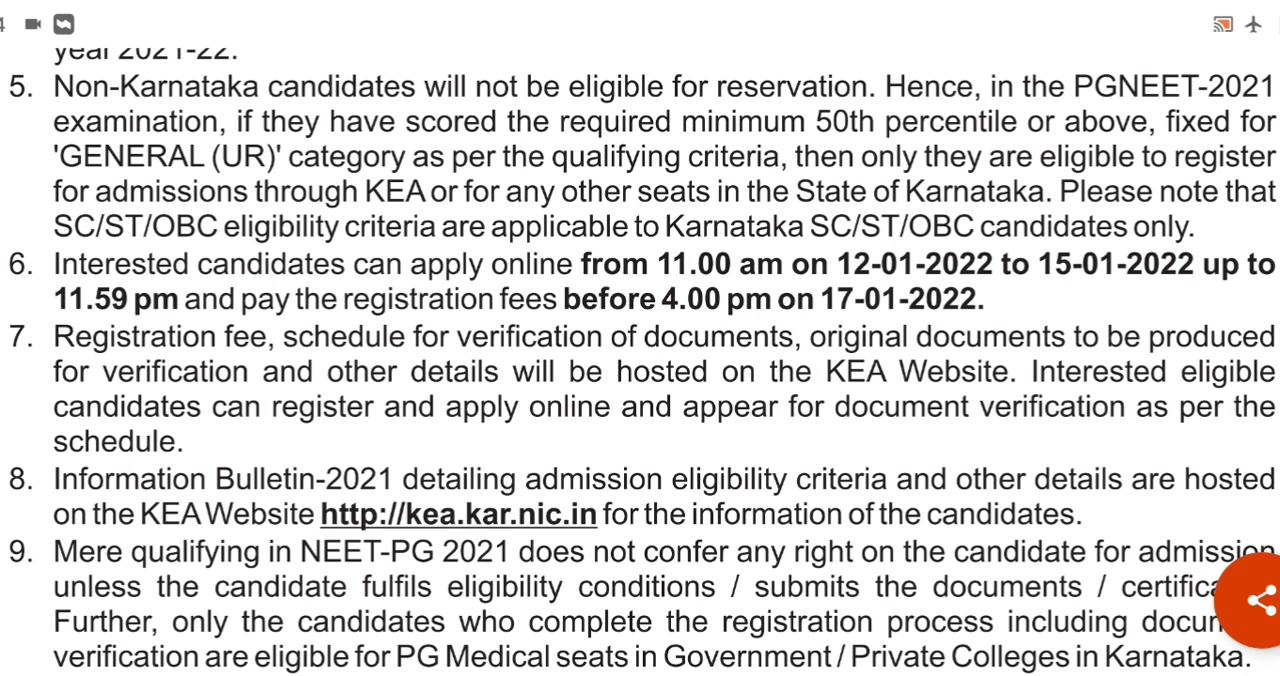 4
year 2021-22.
5. Non-Karnataka candidates will not be eligible for reservation. Hence, in the PGNEET-2021
examination, if they have scored the required minimum 50th percentile or above, fixed for
'GENERAL (UR)' category as per the qualifying criteria, then only they are eligible to register
for admissions through KEA or for any other seats in the State of Karnataka. Please note that
SC/ST/OBC eligibility criteria are applicable to Karnataka SC/ST/OBC candidates only.
6. Interested candidates can apply online from 11.00 am on 12-01-2022 to 15-01-2022 up to
11.59 pm and pay the registration fees before 4.00 pm on 17-01-2022.
7. Registration fee, schedule for verification of documents, original documents to be produced
for verification and other details will be hosted on the KEA Website. Interested eligible
candidates can register and apply online and appear for document verification as per the
schedule.
8. Information Bulletin-2021 detailing admission eligibility criteria and other details are hosted
on the KEA Website http://kea.kar.nic.in for the information of the candidates.
9. Mere qualifying in NEET-PG 2021 does not confer any right on the candidate for admission
unless the candidate fulfils eligibility conditions / submits the documents /
Further, only the candidates who complete the registration process including
verification are eligible for PG Medical seats in Government / Private Colleges in Karnataka.